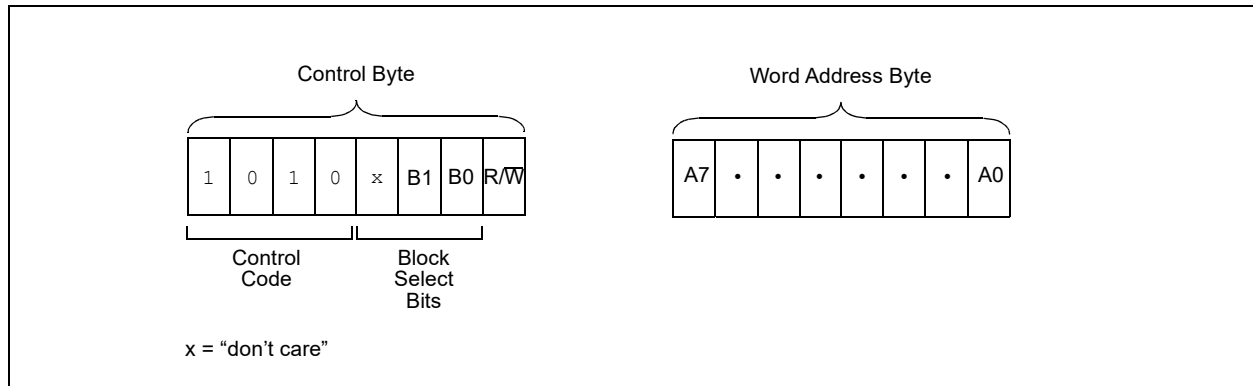 Control Byte
Word Address Byte
1 0 1 0 x B1 B0 R/W̅
A7 • • • • • • A0
Control
Code
Block
Select
Bits
x = “don’t care”